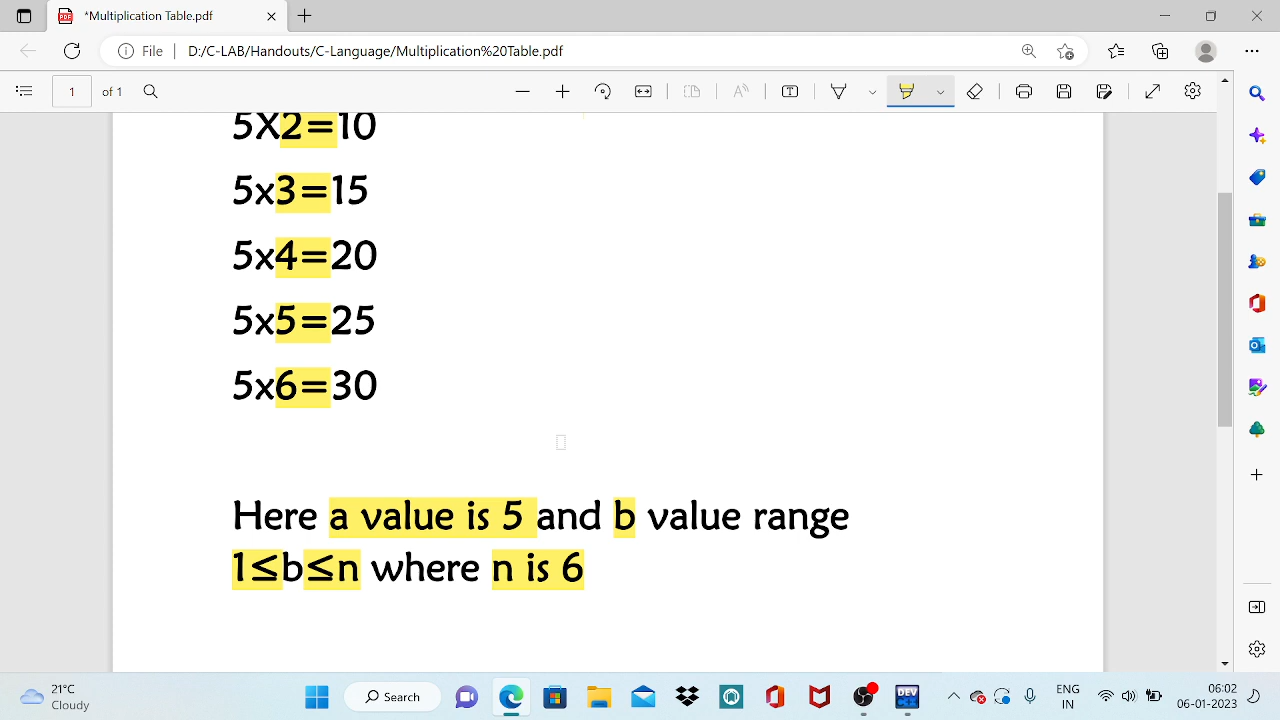 *Multiplication Table.pdf
File D:/C-LAB/Handouts/C-Language/Multiplication%20Table.pdf
1 of 1
5X2=10
5x3=15
5x4=20
5x5=25
5x6=30
Here a value is 5 and b value range
1≤b≤n where n is 6
21°C
Cloudy
Search
DEV
ENG
IN
06:02
06-01-2023